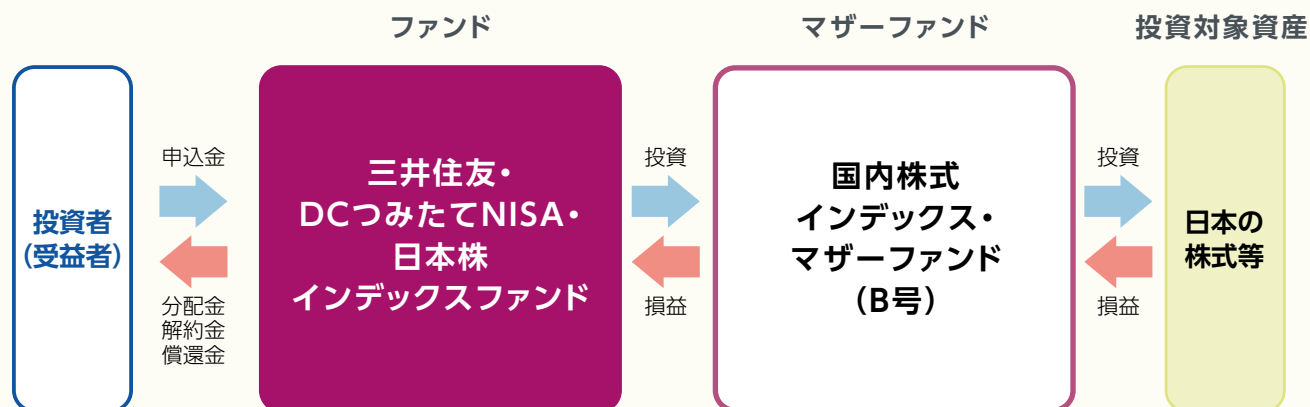 ファンド
マザーファンド
投資対象資産
投資者
(受益者)
申込金
分配金
解約金
償還金
三井住友・
DCつみたてNISA・
日本株
インデックスファンド
投資
損益
国内株式
インデックス・
マザーファンド
(B号)
投資
損益
日本の
株式等